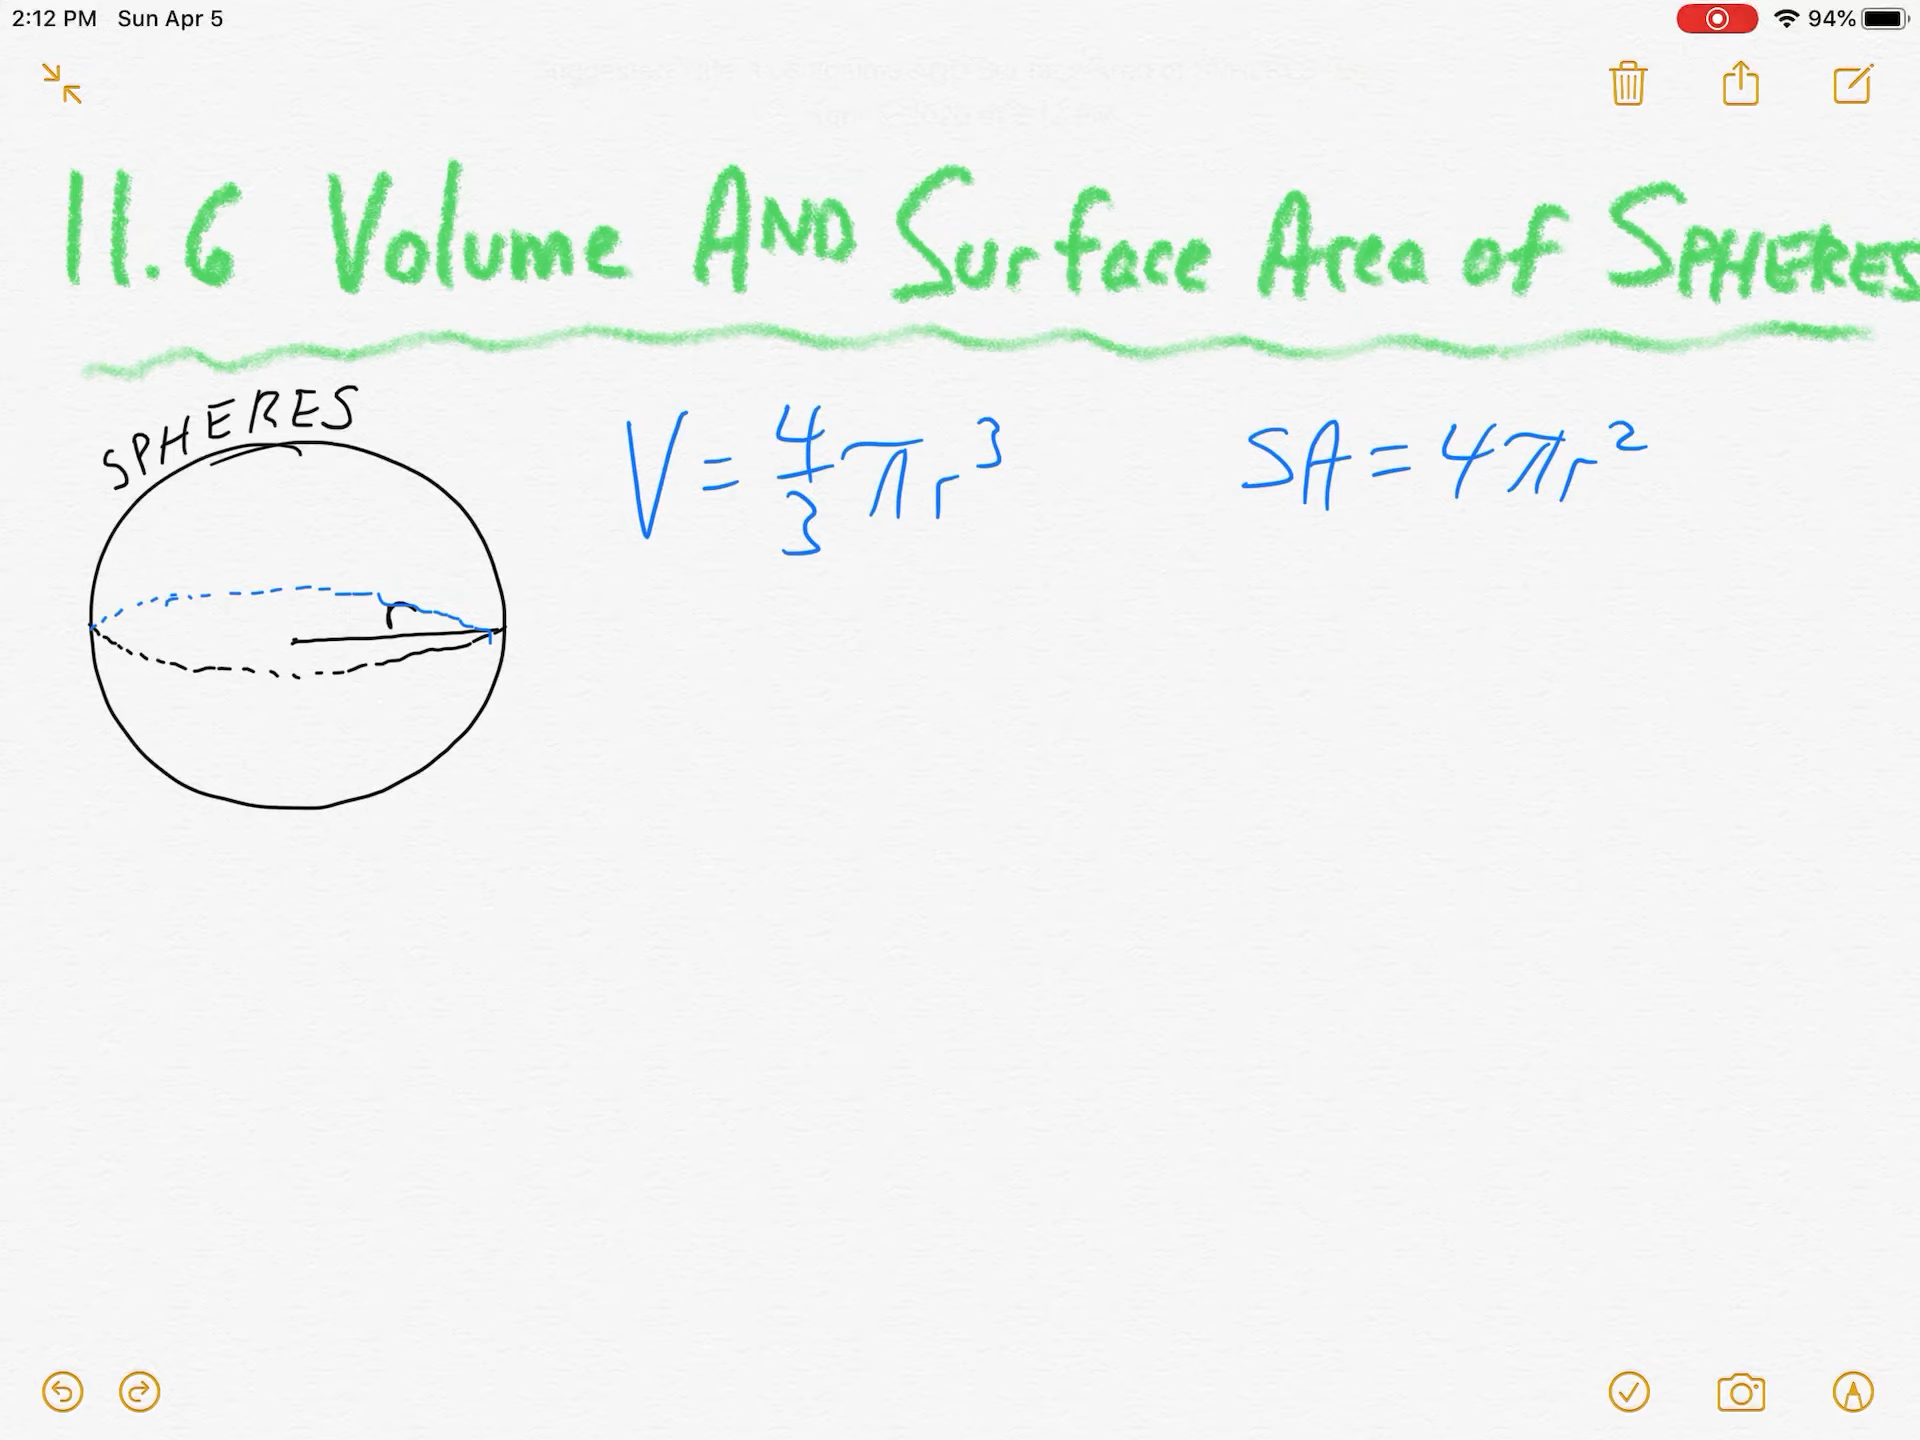 2:12 PM Sun Apr 5
94%
11.6 Volume AND Surface Area of SPHERES
SPHERES
V = 4/3 πr³
SA = 4πr²
r